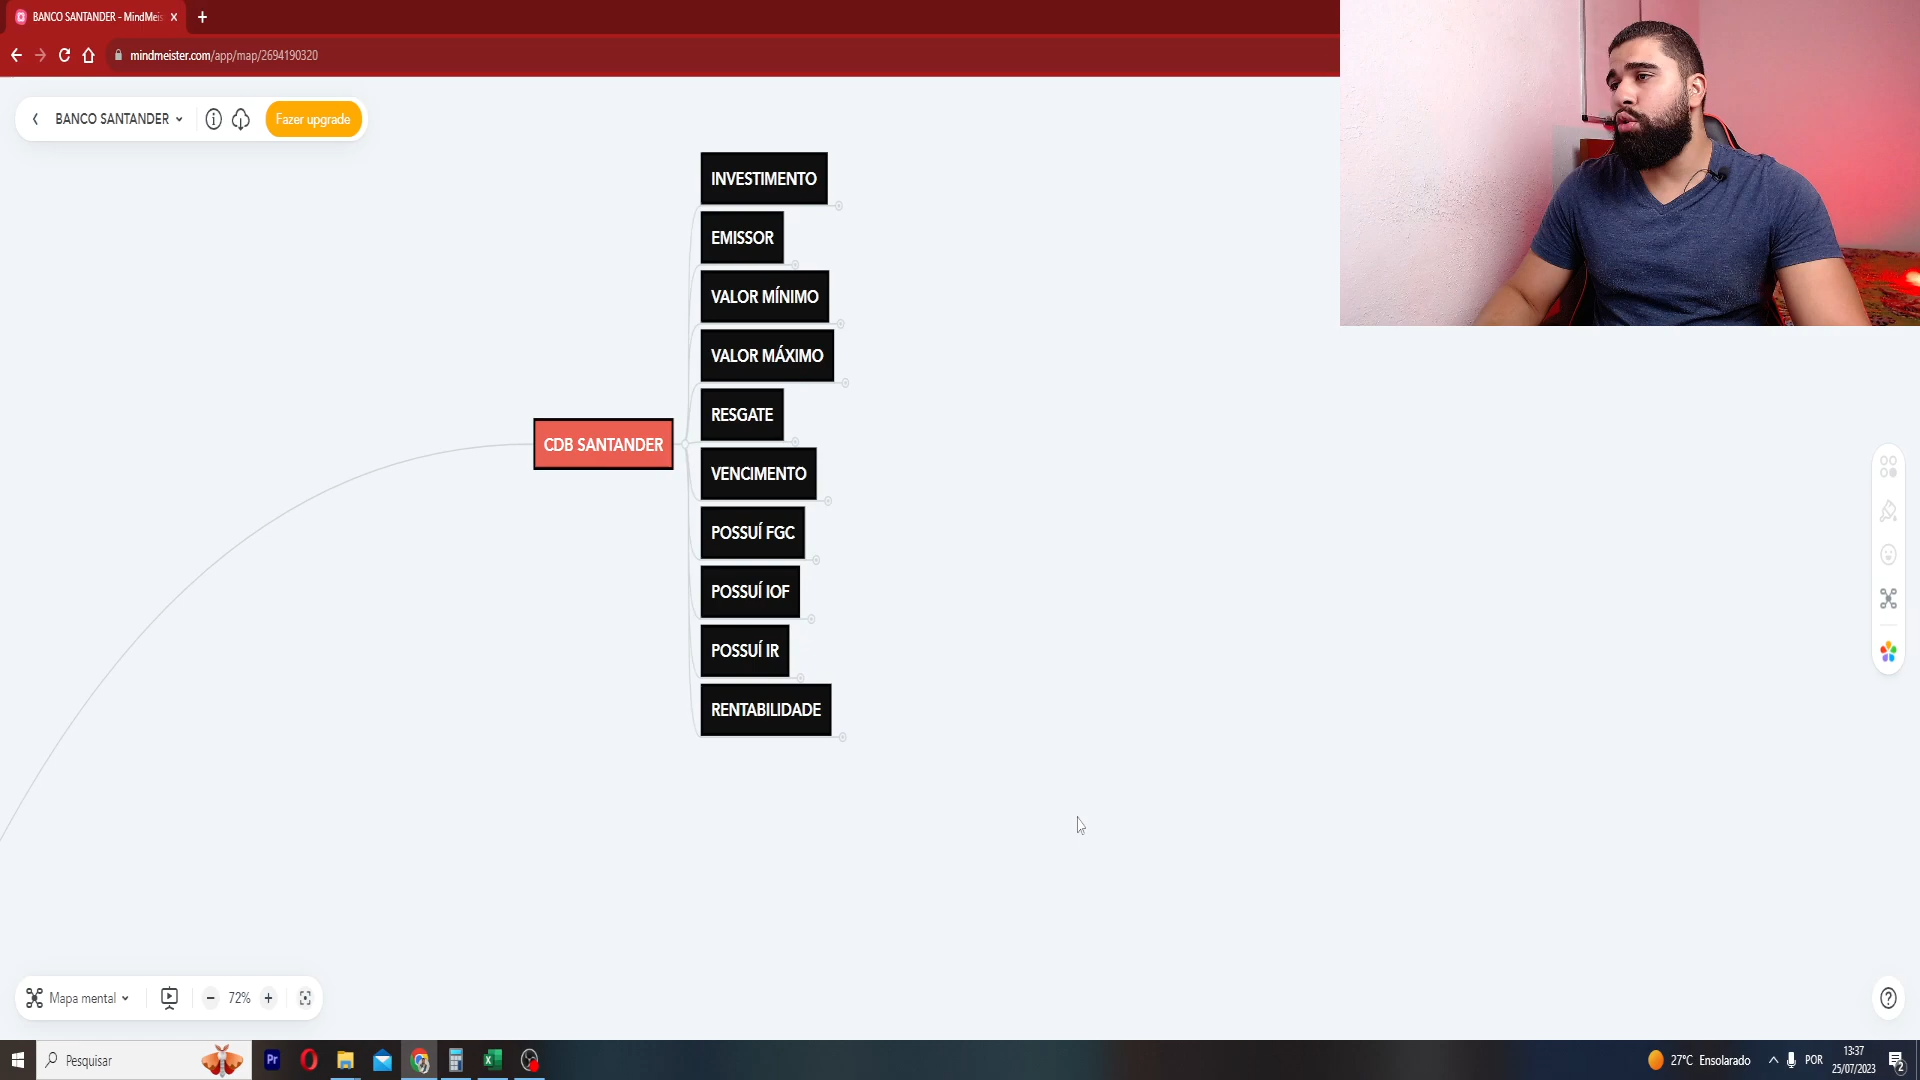 BANCO SANTANDER - MindMeis
mindmeister.com/app/map/2694190320
BANCO SANTANDER
Fazer upgrade
INVESTIMENTO
EMISSOR
VALOR MÍNIMO
VALOR MÁXIMO
RESGATE
CDB SANTANDER
VENCIMENTO
POSSUÍ FGC
POSSUÍ IOF
POSSUÍ IR
RENTABILIDADE
Mapa mental
72%
Pesquisar
Pr
27°C Ensolarado
POR
13:37
25/07/2023
2